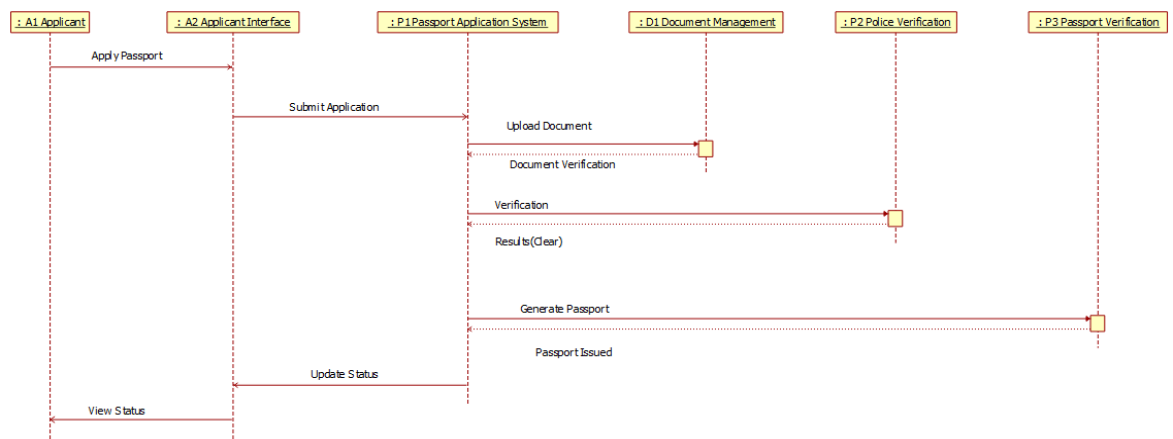 : A1 Applicant
: A2 Applicant Interface
: P1 Passport Application System
: D1 Document Management
: P2 Police Verification
: P3 Passport Verification
Apply Passport
Submit Application
Upload Document
Document Verification
Verification
Results(Clear)
Generate Passport
Passport Issued
Update Status
View Status